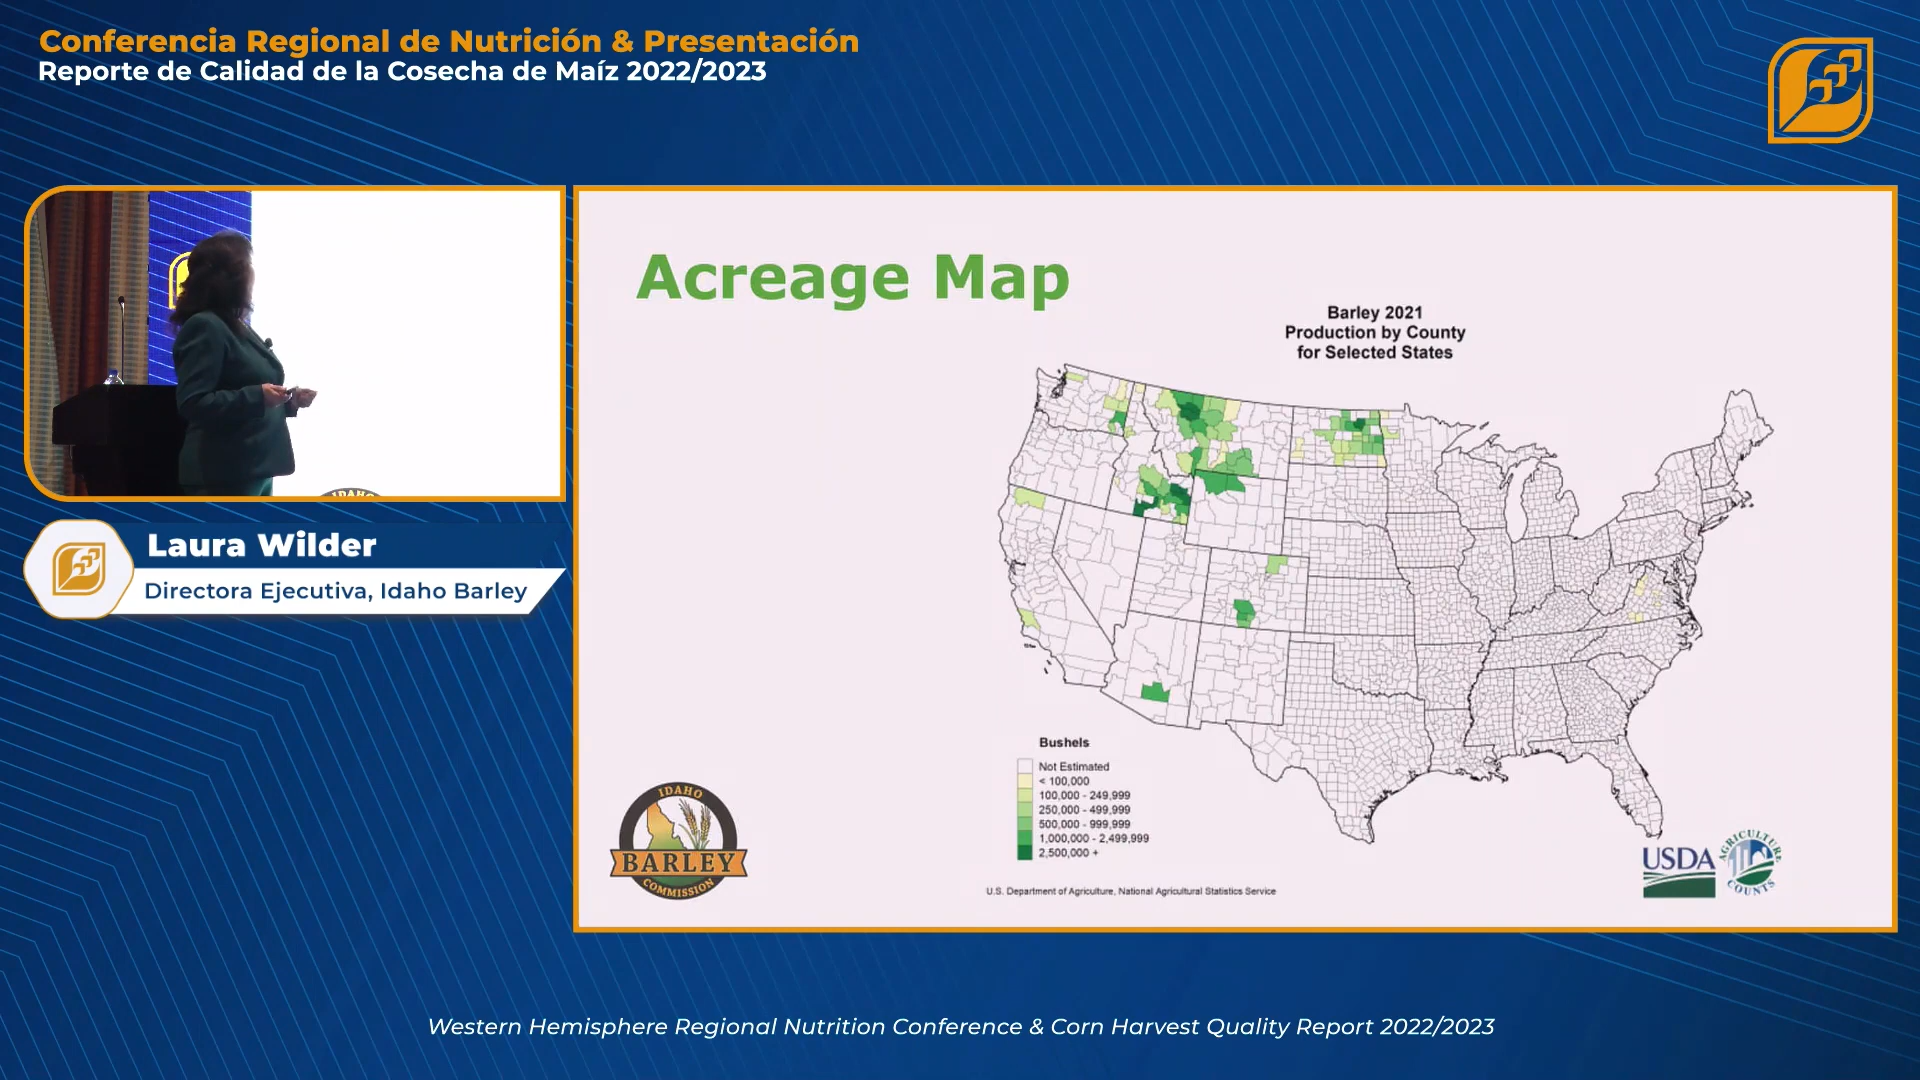 Conferencia Regional de Nutrición & Presentación
Reporte de Calidad de la Cosecha de Maíz 2022/2023
Laura Wilder
Directora Ejecutiva, Idaho Barley
Acreage Map
Barley 2021
Production by County
for Selected States
Bushels
Not Estimated
< 100,000
100,000 - 249,999
250,000 - 499,999
500,000 - 999,999
1,000,000 - 2,499,999
2,500,000 +
U.S. Department of Agriculture, National Agricultural Statistics Service
IDAHO
BARLEY
COMMISSION
USDA
AGRICULTURE
COUNTS
IDAHO
Western Hemisphere Regional Nutrition Conference & Corn Harvest Quality Report 2022/2023